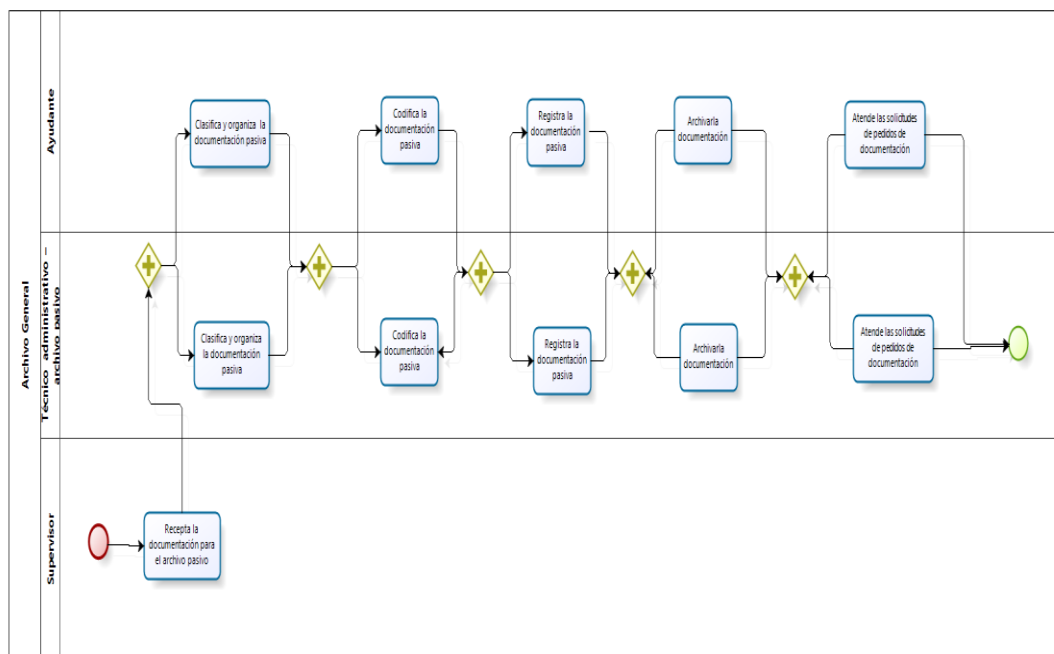 Archivo General
Ayudante
Clasifica y organiza la
documentación pasiva
Codifica la
documentación
pasiva
Registra la
documentación
pasiva
Archivarla
documentación
Atende las solicitudes
de pedidos de
documentación
Técnico administrativo –
archivo pasivo
Clasifica y organiza
la documentación
pasiva
Codifica la
documentación
pasiva
Registra la
documentación
pasiva
Archivarla
documentación
Atende las solicitudes
de pedidos de
documentación
Supervisor
Recepta la
documentación para
el archivo pasivo